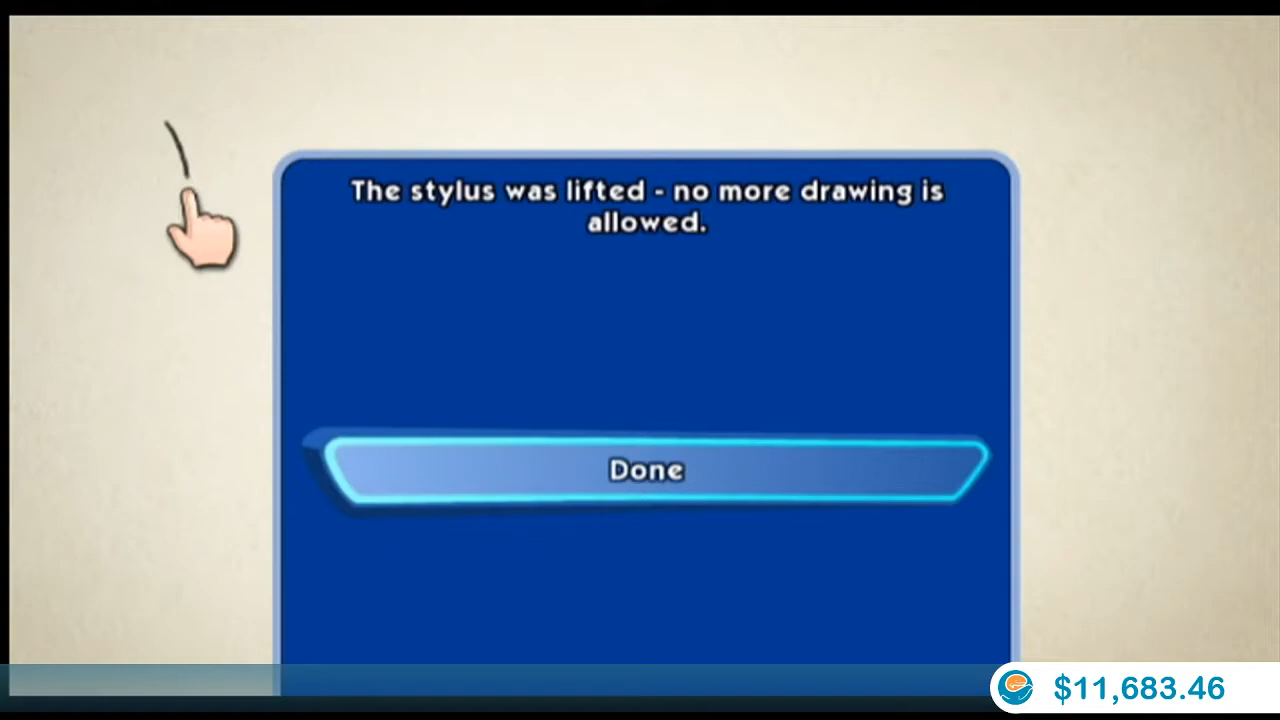 The stylus was lifted - no more drawing is
allowed.
Done
$11,683.46